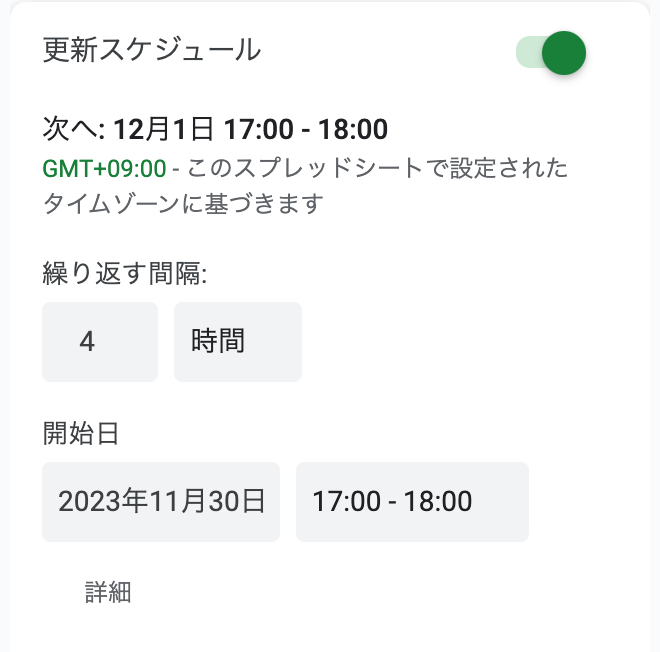 更新スケジュール
次へ: 12月1日 17:00 - 18:00
GMT+09:00 - このスプレッドシートで設定された
タイムゾーンに基づきます
繰り返す間隔:
4 時間
開始日
2023年11月30日 17:00 - 18:00
詳細